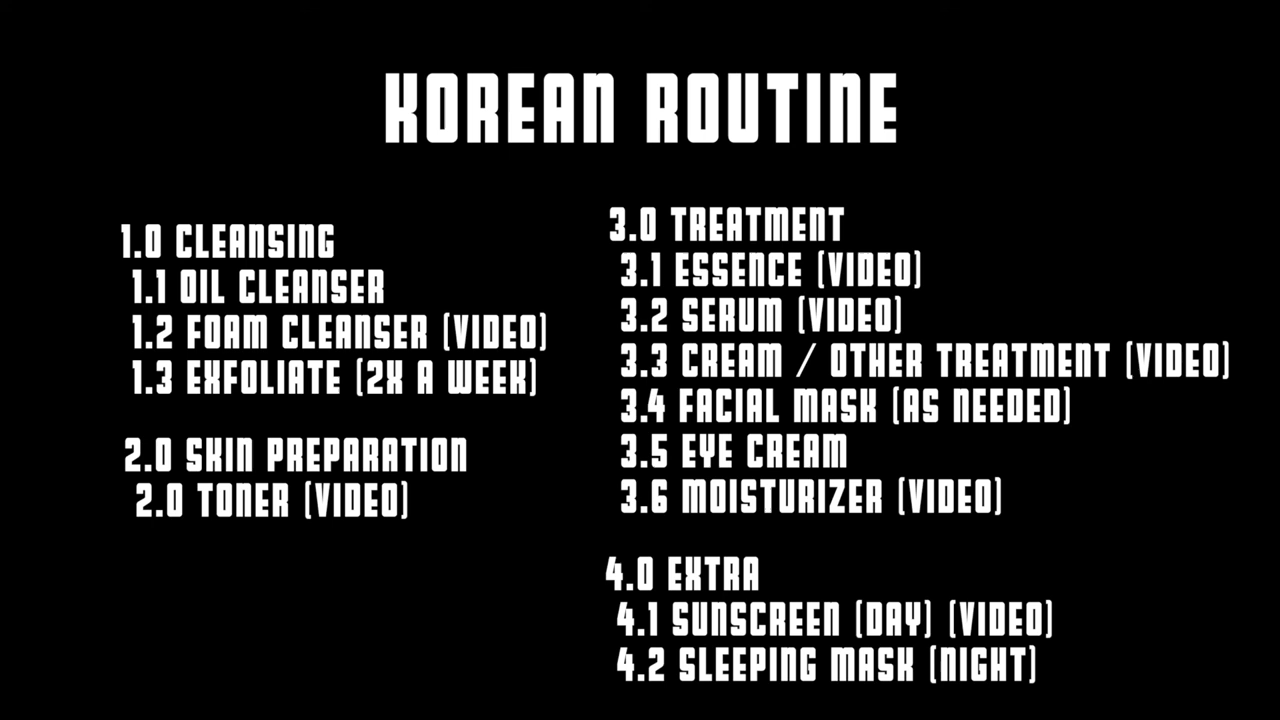 KOREAN ROUTINE
1.0 CLEANSING
1.1 OIL CLEANSER
1.2 FOAM CLEANSER (VIDEO)
1.3 EXFOLIATE (2X A WEEK)
2.0 SKIN PREPARATION
2.0 TONER (VIDEO)
3.0 TREATMENT
3.1 ESSENCE (VIDEO)
3.2 SERUM (VIDEO)
3.3 CREAM / OTHER TREATMENT (VIDEO)
3.4 FACIAL MASK (AS NEEDED)
3.5 EYE CREAM
3.6 MOISTURIZER (VIDEO)
4.0 EXTRA
4.1 SUNSCREEN (DAY) (VIDEO)
4.2 SLEEPING MASK (NIGHT)